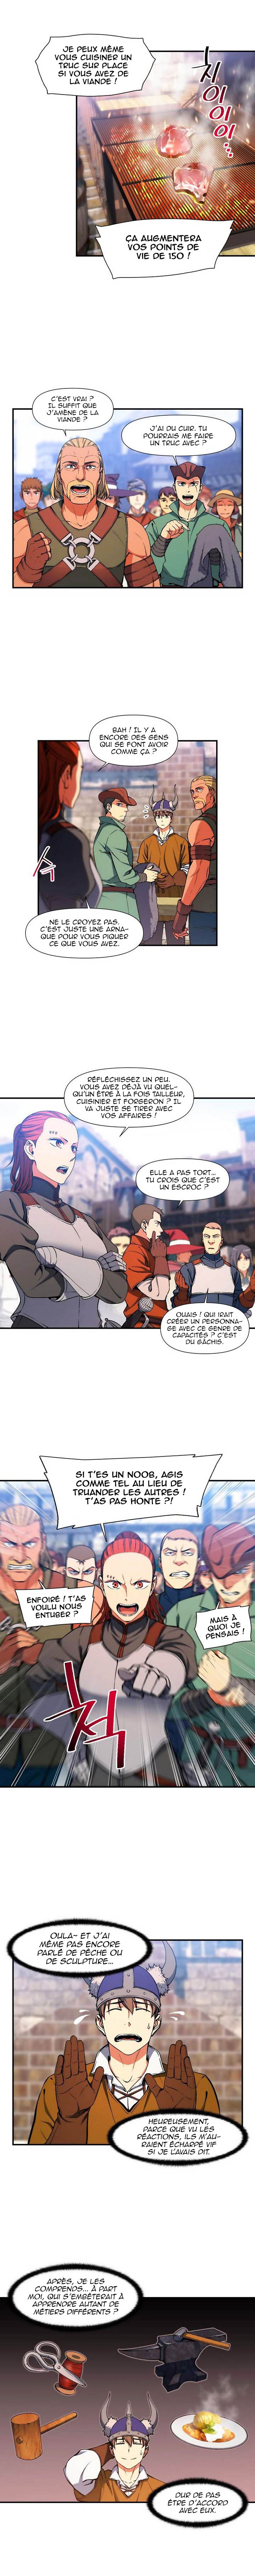 JE PEUX MÊME
VOUS CUISINER UN
TRUC SUR PLACE
SI VOUS AVEZ DE
LA VIANDE !
지이이이...
ÇA AUGMENTERA
VOS POINTS DE
VIE DE 150 !
C'EST VRAI ?
IL SUFFIT QUE
J'AMÈNE DE LA
VIANDE ?
J'AI DU CUIR. TU
POURRAIS ME FAIRE
UN TRUC AVEC ?
BAH ! IL Y A
ENCORE DES GENS
QUI SE FONT AVOIR
COMME ÇA ?
NE LE CROYEZ PAS.
C'EST JUSTE UNE ARNA-
QUE POUR VOUS PIQUER
CE QUE VOUS AVEZ.
RÉFLÉCHISSEZ UN PEU.
VOUS AVEZ DÉJÀ VU QUEL-
QU'UN ÊTRE À LA FOIS TAILLEUR,
CUISINIER ET FORGERON ? IL
VA JUSTE SE TIRER AVEC
VOS AFFAIRES !
ELLE A PAS TORT...
TU CROIS QUE C'EST
UN ESCROC ?
OUAIS ! QUI IRAIT
CRÉER UN PERSONNA-
GE AVEC CE GENRE DE
CAPACITÉS ? C'EST
DU GÂCHIS.
SI T'ES UN NOOB, AGIS
COMME TEL AU LIEU DE
TRUANDER LES AUTRES !
T'AS PAS HONTE ?!
ENFOIRÉ ! T'AS
VOULU NOUS
ENTUBER ?
MAIS À
QUOI JE
PENSAIS !
척
OULA- ET J'AI
MÊME PAS ENCORE
PARLÉ DE PÊCHE OU
DE SCULPTURE...
HEUREUSEMENT,
PARCE QUE VU LES
RÉACTIONS, ILS M'AU-
RAIENT ÉCHARPÉ VIF
SI JE L'AVAIS DIT.
APRÈS, JE LES
COMPRENDS... À PART
MOI, QUI S'EMBÊTERAIT À
APPRENDRE AUTANT DE
MÉTIERS DIFFÉRENTS ?
DUR DE PAS
ÊTRE D'ACCORD
AVEC EUX.